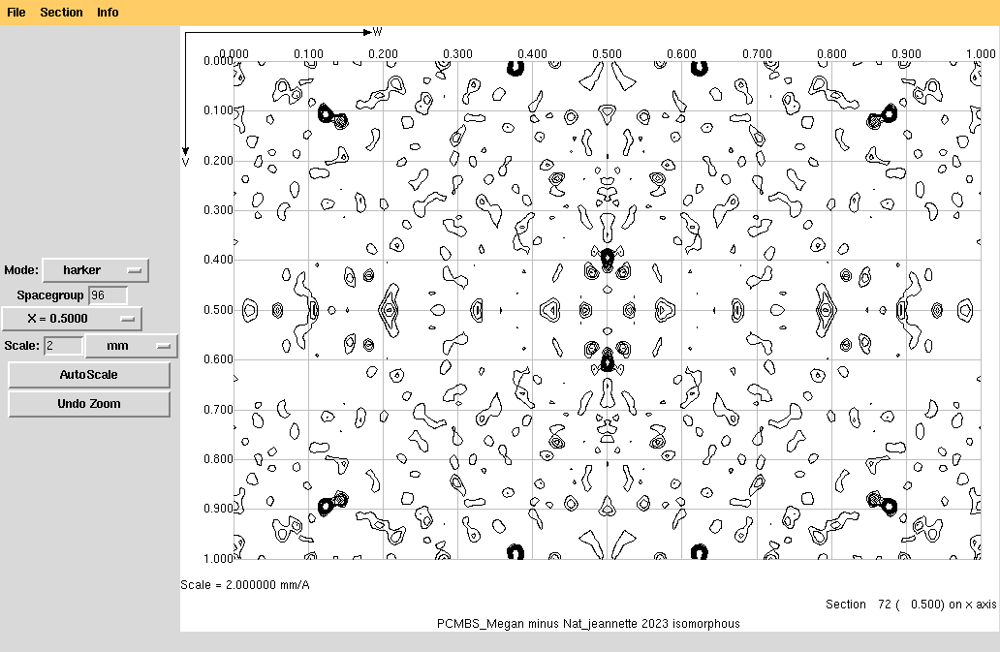 File Section Info
W
0.000 0.100 0.200 0.300 0.400 0.500 0.600 0.700 0.800 0.900 1.000
0.000
0.100
V
0.200
0.300
0.400
0.500
0.600
0.700
0.800
0.900
1.000
Mode: harker
Spacegroup 96
X = 0.5000
Scale: 2 mm
AutoScale
Undo Zoom
Scale = 2.000000 mm/A
Section 72 ( 0.500) on x axis
PCMBS_Megan minus Nat_jeannette 2023 isomorphous